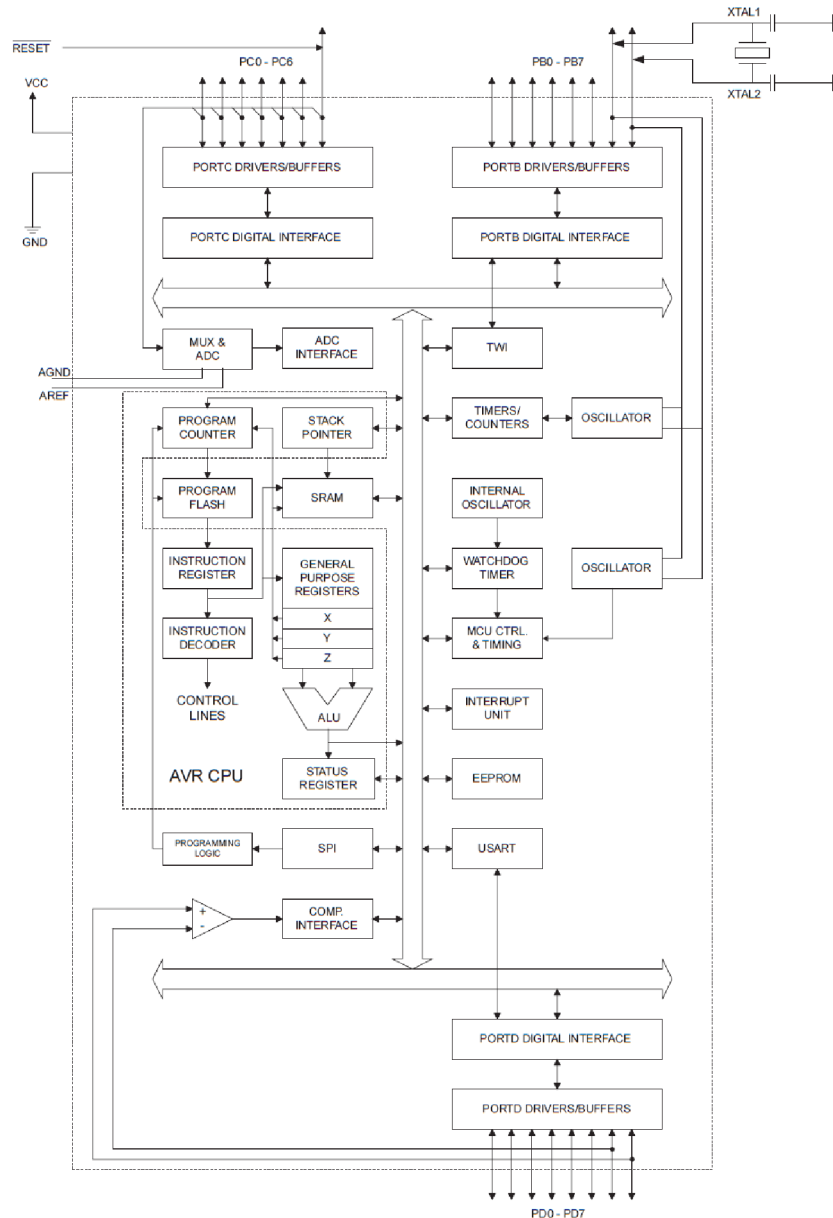 XTAL1
RESET
PC0 - PC6
PB0 - PB7
VCC
XTAL2
PORTC DRIVERS/BUFFERS
PORTB DRIVERS/BUFFERS
PORTC DIGITAL INTERFACE
PORTB DIGITAL INTERFACE
GND
MUX &
ADC
ADC
INTERFACE
TWI
AGND
AREF
PROGRAM
COUNTER
STACK
POINTER
TIMERS/
COUNTERS
OSCILLATOR
PROGRAM
FLASH
SRAM
INTERNAL
OSCILLATOR
INSTRUCTION
REGISTER
GENERAL
PURPOSE
REGISTERS
WATCHDOG
TIMER
OSCILLATOR
X
INSTRUCTION
DECODER
Y
MCU CTRL.
& TIMING
Z
CONTROL
LINES
INTERRUPT
UNIT
ALU
AVR CPU
STATUS
REGISTER
EEPROM
PROGRAMMING
LOGIC
SPI
USART
+
-
COMP.
INTERFACE
PORTD DIGITAL INTERFACE
PORTD DRIVERS/BUFFERS
PD0 - PD7